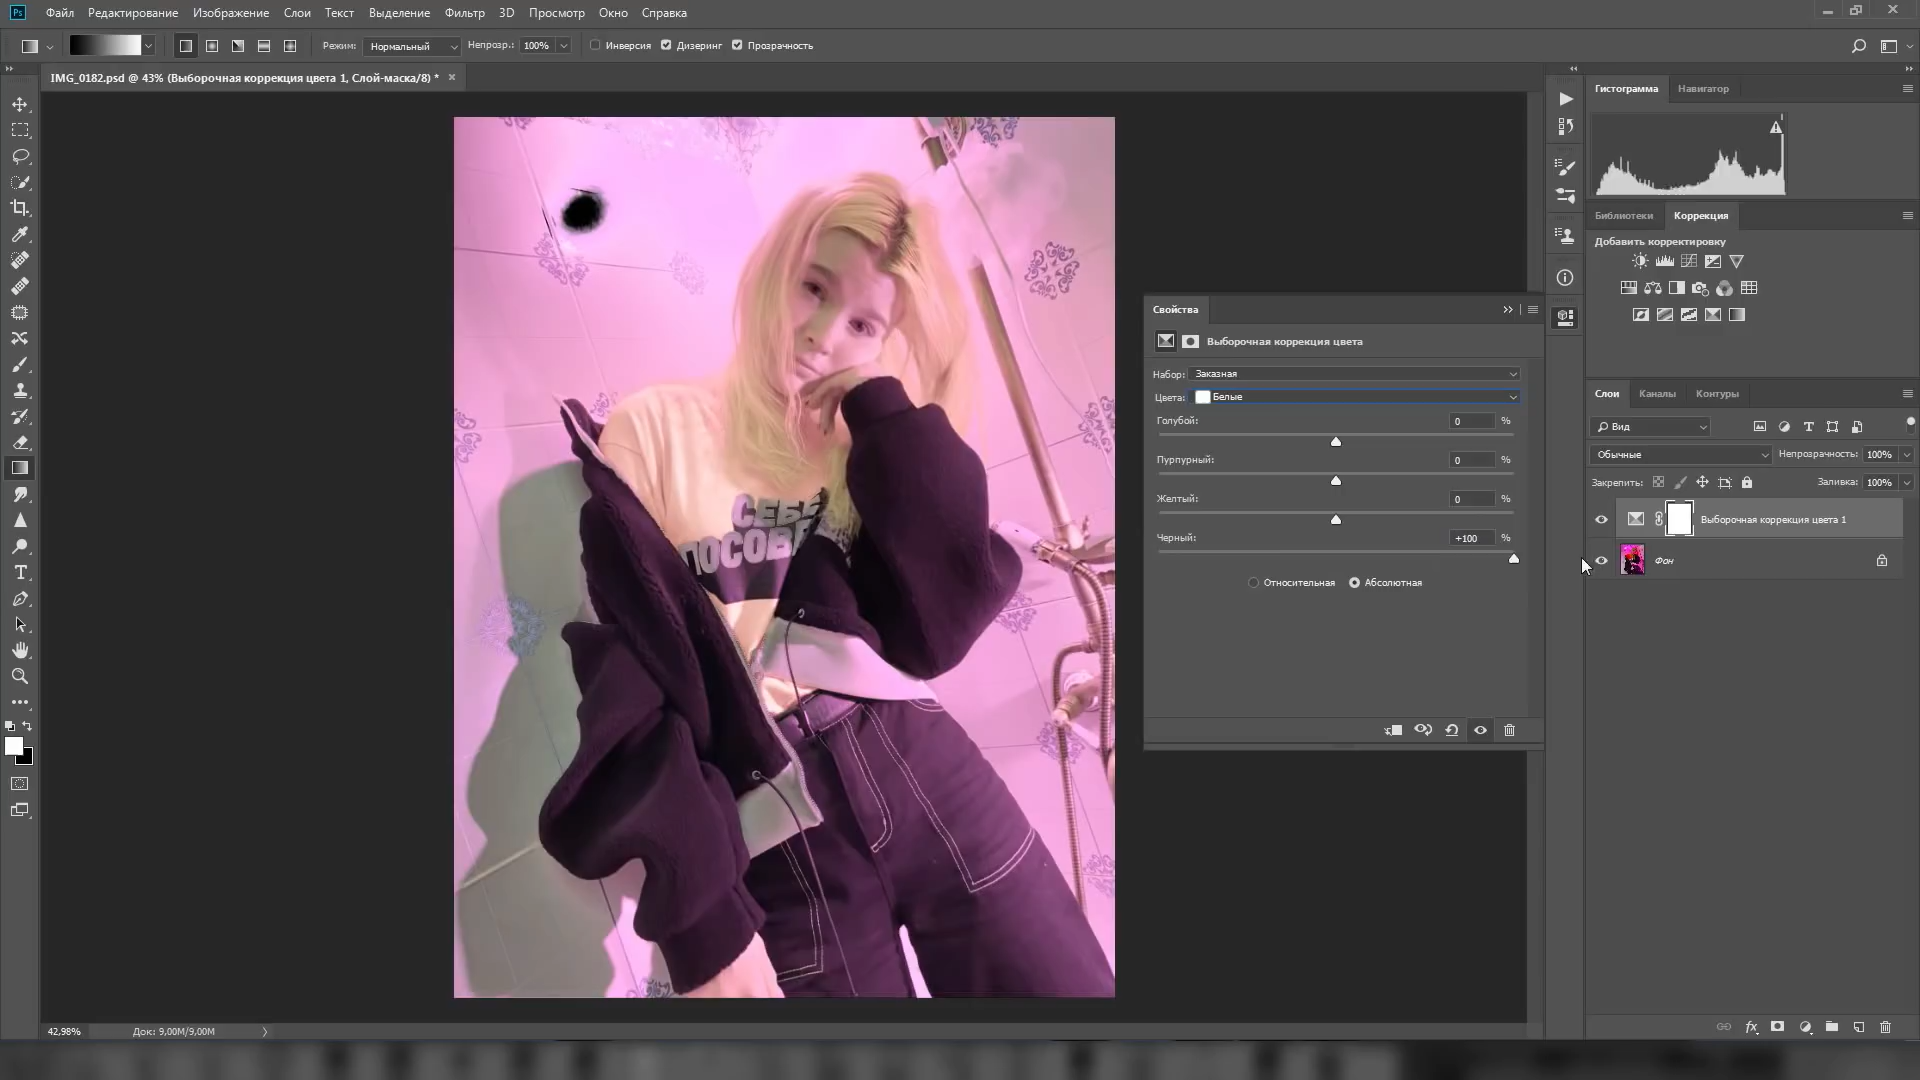 Ps Файл Редактирование Изображение Слои Текст Выделение Фильтр 3D Просмотр Окно Справка
Режим: Нормальный Непрозр.: 100% Инверсия Дизеринг Прозрачность
IMG_0182.psd @ 43% (Выборочная коррекция цвета 1, Слой-маска/8) *
Гистограмма Навигатор
Библиотеки Коррекция
Добавить корректировку
Свойства
Выборочная коррекция цвета
Набор: Заказная
Цвета: Белые
Голубой: 0 %
Пурпурный: 0 %
Желтый: 0 %
Черный: +100 %
Относительная Абсолютная
Слои Каналы Контуры
Вид
Обычные Непрозрачность: 100%
Закрепить: Заливка: 100%
Выборочная коррекция цвета 1
Фон
СЕБЕ
ПОСОВЕ
42,98% Док: 9,00M/9,00M